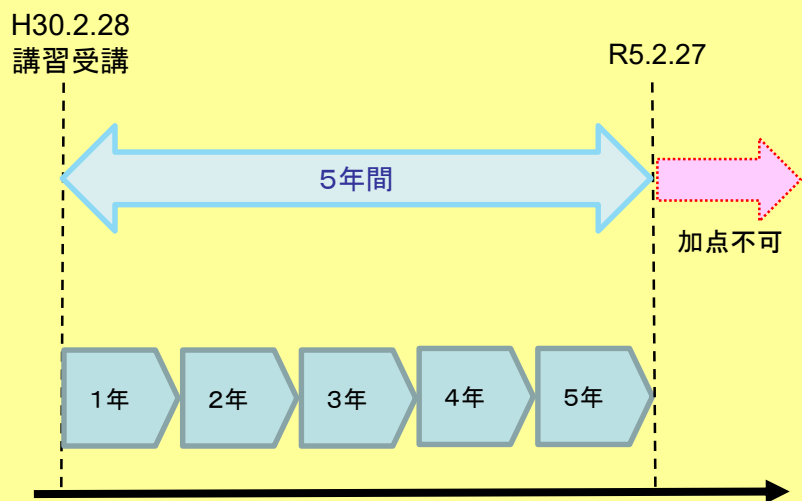 H30.2.28
講習受講
R5.2.27
5年間
加点不可
1年
2年
3年
4年
5年